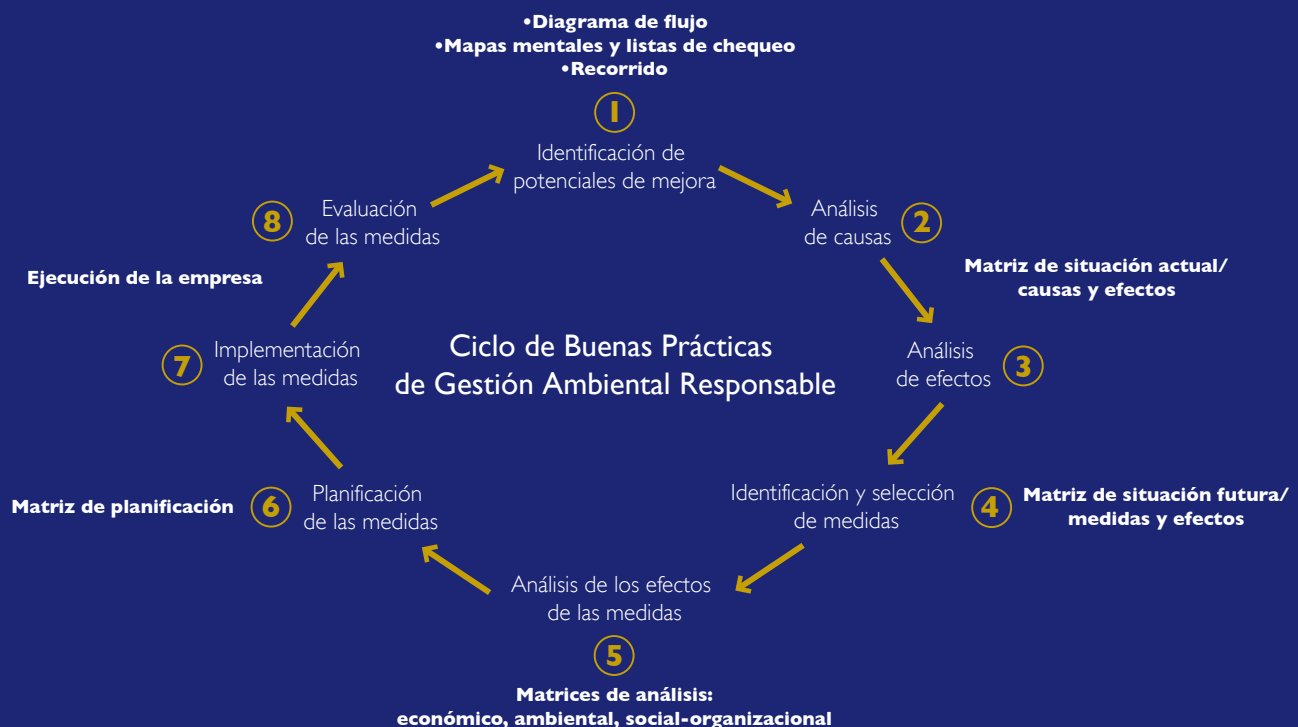 •Diagrama de flujo
•Mapas mentales y listas de chequeo
•Recorrido
1
Identificación de
potenciales de mejora
Análisis
de causas
2
Matriz de situación actual/
causas y efectos
Análisis
de efectos
3
Identificación y selección
de medidas
4
Matriz de situación futura/
medidas y efectos
Análisis de los efectos
de las medidas
5
Matrices de análisis:
económico, ambiental, social-organizacional
Planificación
de las medidas
6
Matriz de planificación
Implementación
de las medidas
7
Ejecución de la empresa
Evaluación
de las medidas
8
Ciclo de Buenas Prácticas
de Gestión Ambiental Responsable